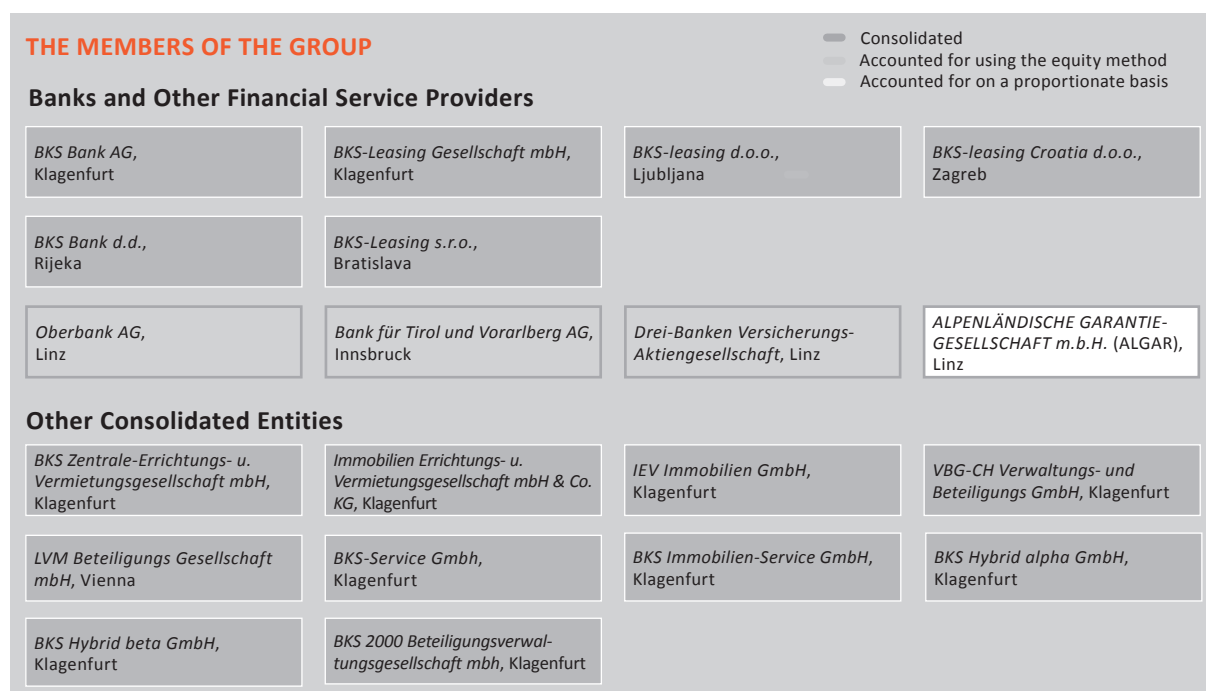 THE MEMBERS OF THE GROUP
Consolidated
Accounted for using the equity method
Accounted for on a proportionate basis
Banks and Other Financial Service Providers
BKS Bank AG,
Klagenfurt
BKS-Leasing Gesellschaft mbH,
Klagenfurt
BKS-leasing d.o.o.,
Ljubljana
BKS-leasing Croatia d.o.o.,
Zagreb
BKS Bank d.d.,
Rijeka
BKS-Leasing s.r.o.,
Bratislava
Oberbank AG,
Linz
Bank für Tirol und Vorarlberg AG,
Innsbruck
Drei-Banken Versicherungs-
Aktiengesellschaft, Linz
ALPENLÄNDISCHE GARANTIE-
GESELLSCHAFT m.b.H. (ALGAR),
Linz
Other Consolidated Entities
BKS Zentrale-Errichtungs- u.
Vermietungsgesellschaft mbH,
Klagenfurt
Immobilien Errichtungs- u.
Vermietungsgesellschaft mbH & Co.
KG, Klagenfurt
IEV Immobilien GmbH,
Klagenfurt
VBG-CH Verwaltungs- und
Beteiligungs GmbH, Klagenfurt
LVM Beteiligungs Gesellschaft
mbH, Vienna
BKS-Service Gmbh,
Klagenfurt
BKS Immobilien-Service GmbH,
Klagenfurt
BKS Hybrid alpha GmbH,
Klagenfurt
BKS Hybrid beta GmbH,
Klagenfurt
BKS 2000 Beteiligungsverwal-
tungsgesellschaft mbh, Klagenfurt